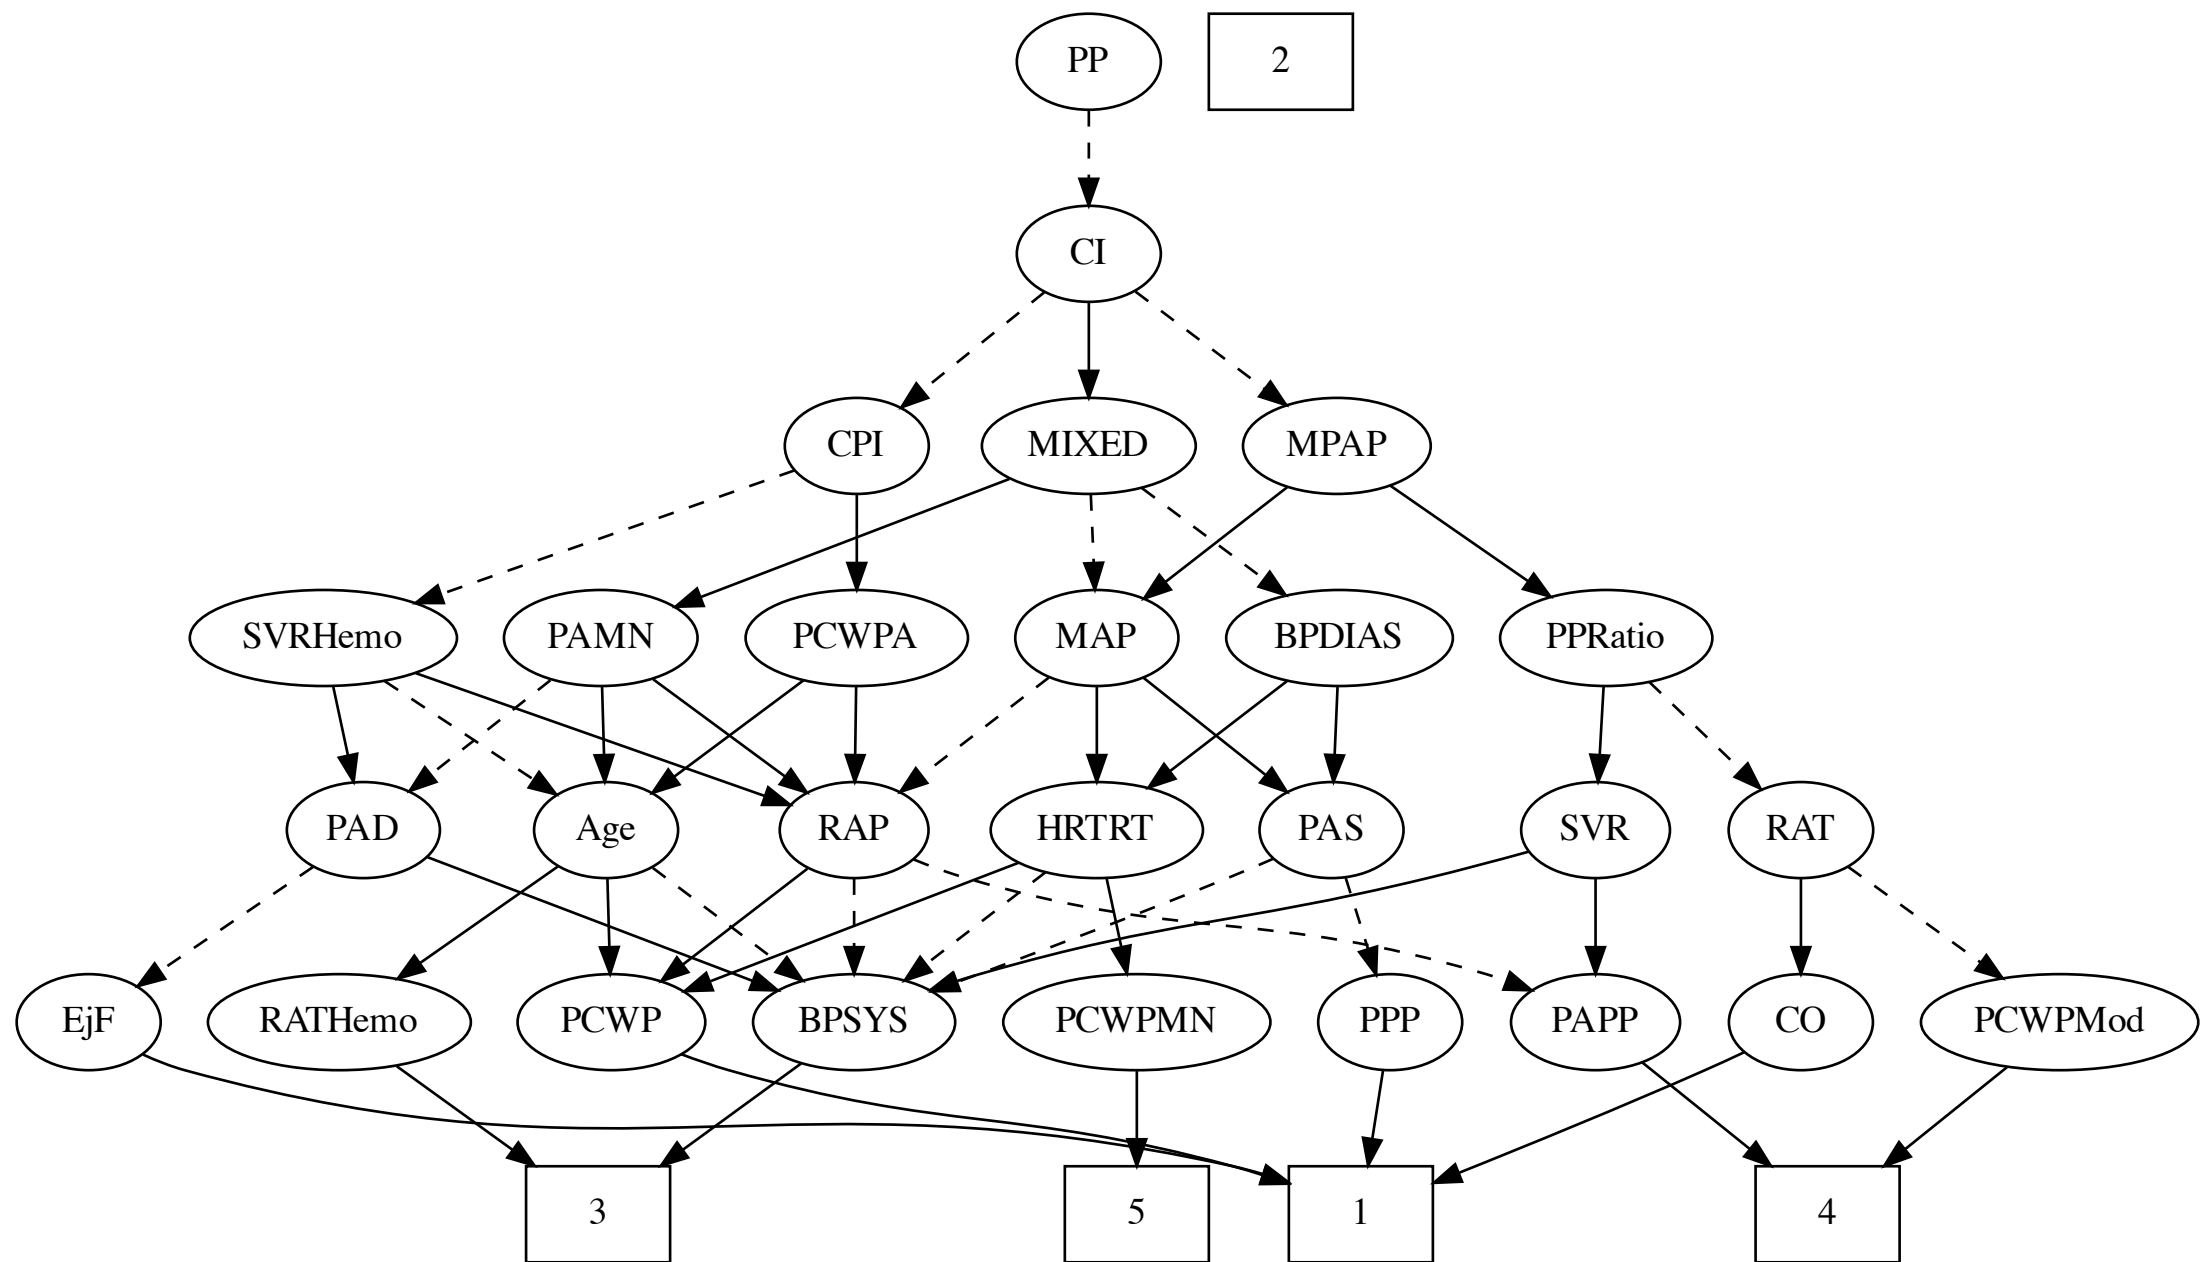 PP
2
CI
CPI
MIXED
MPAP
SVRHemo
PAMN
PCWPA
MAP
BPDIAS
PPRatio
PAD
Age
RAP
HRTRT
PAS
SVR
RAT
EjF
RATHemo
PCWP
BPSYS
PCWPMN
PPP
PAPP
CO
PCWPMod
3
5
1
4